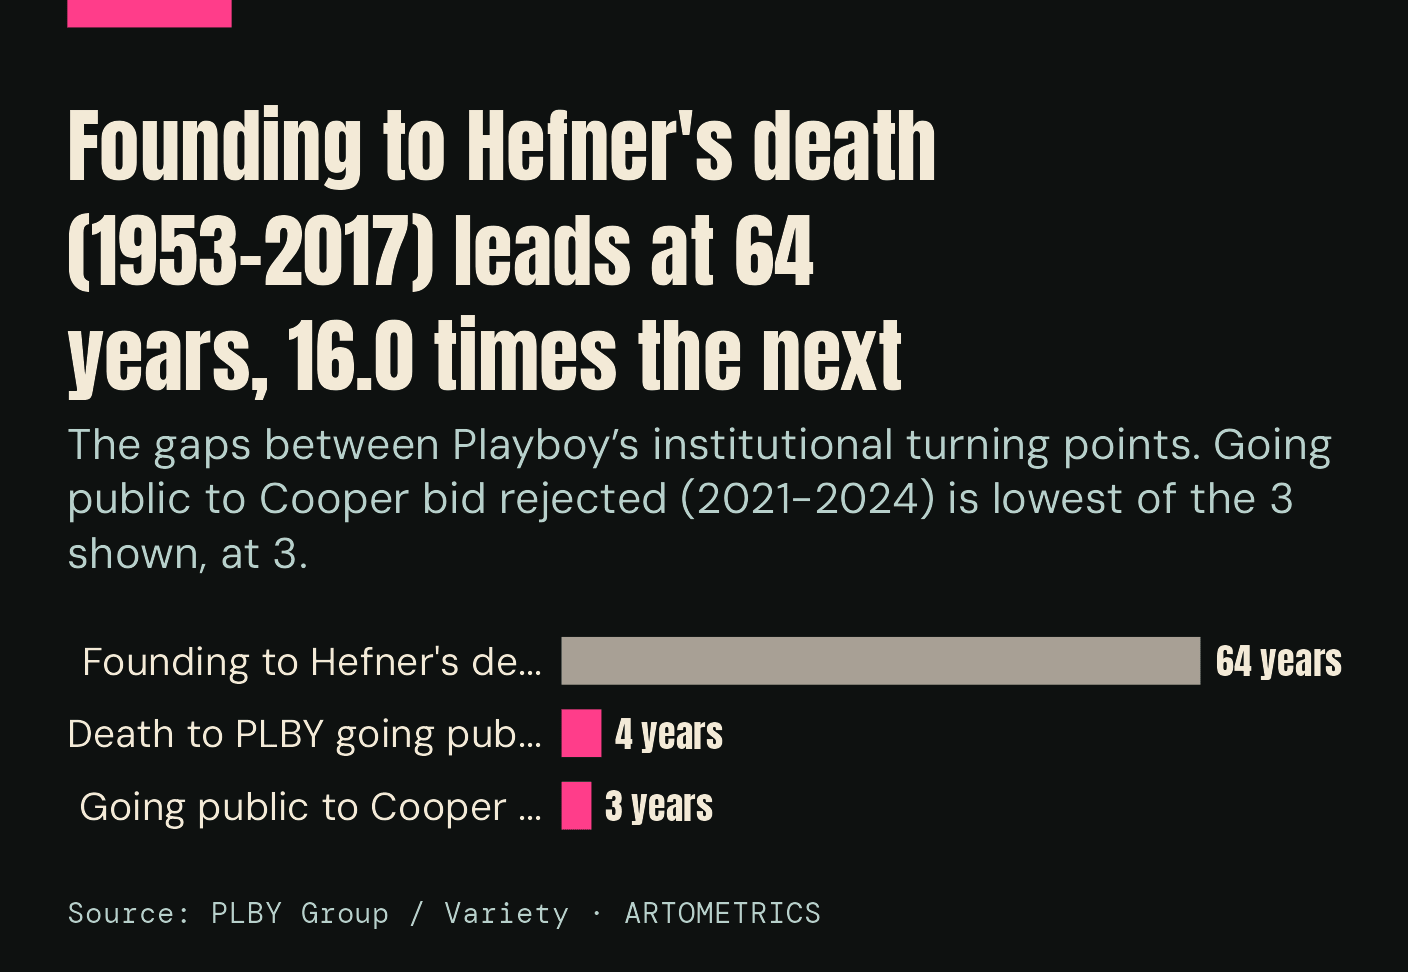 Founding to Hefner's death
(1953-2017) leads at 64
years, 16.0 times the next
The gaps between Playboy’s institutional turning points. Going
public to Cooper bid rejected (2021–2024) is lowest of the 3
shown, at 3.
Founding to Hefner's de... 64 years
Death to PLBY going pub... 4 years
Going public to Cooper ... 3 years
Source: PLBY Group / Variety · ARTOMETRICS